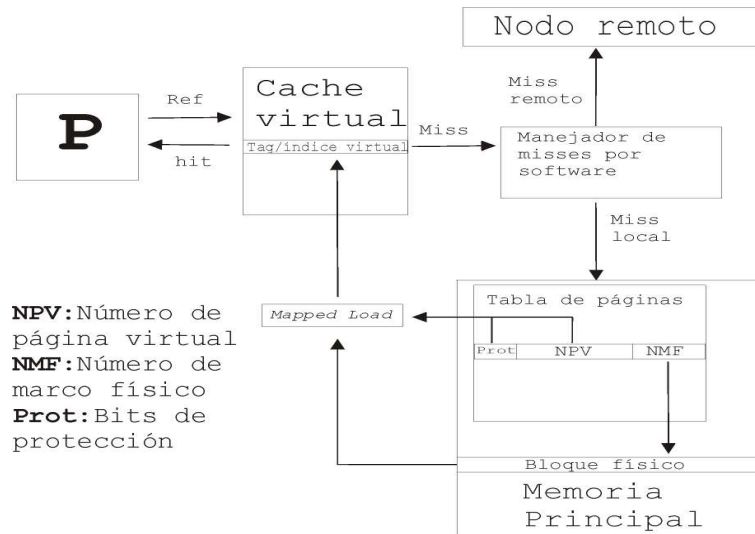 Nodo remoto
Miss
remoto
Ref
P
hit
Cache
virtual
Tag/índice virtual
Miss
Manejador de
misses por
software
Miss
local
Tabla de páginas
Prot
NPV
NMF
Mapped Load
Bloque físico
Memoria
Principal
NPV:Número de
página virtual
NMF:Número de
marco físico
Prot:Bits de
protección